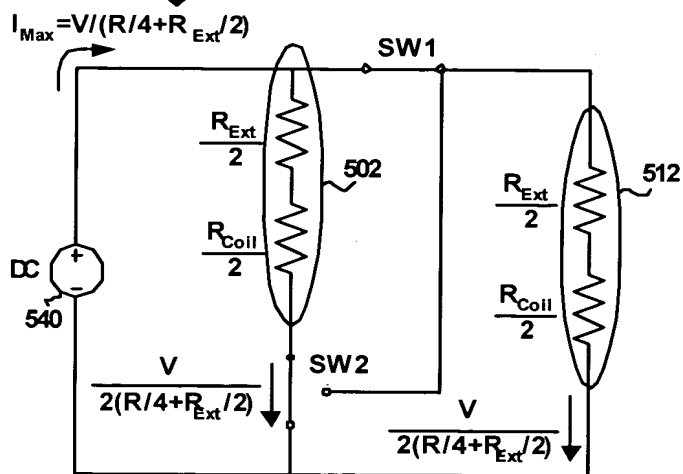 I_Max=V/(R/4+R_Ext/2)
SW1
R_Ext
2
502
R_Coil
2
512
R_Ext
2
R_Coil
2
DC
+
-
540
SW2
V
2(R/4+R_Ext/2)
V
2(R/4+R_Ext/2)